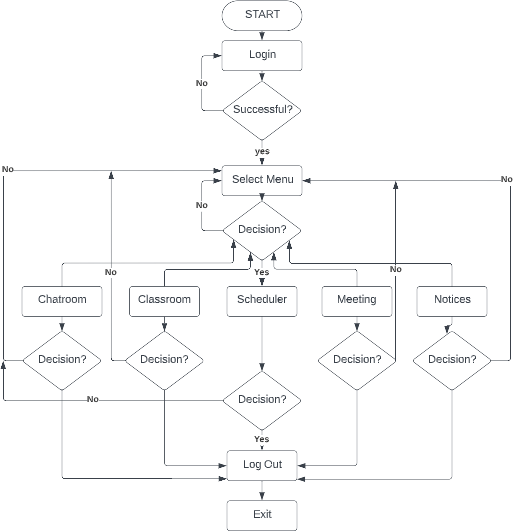 START
Login
No
Successful?
yes
No
Select Menu
No
No
Decision?
No
Yes
No
Chatroom
Classroom
Scheduler
Meeting
Notices
Decision?
Decision?
Decision?
Decision?
No
Decision?
Yes
Log Out
Exit